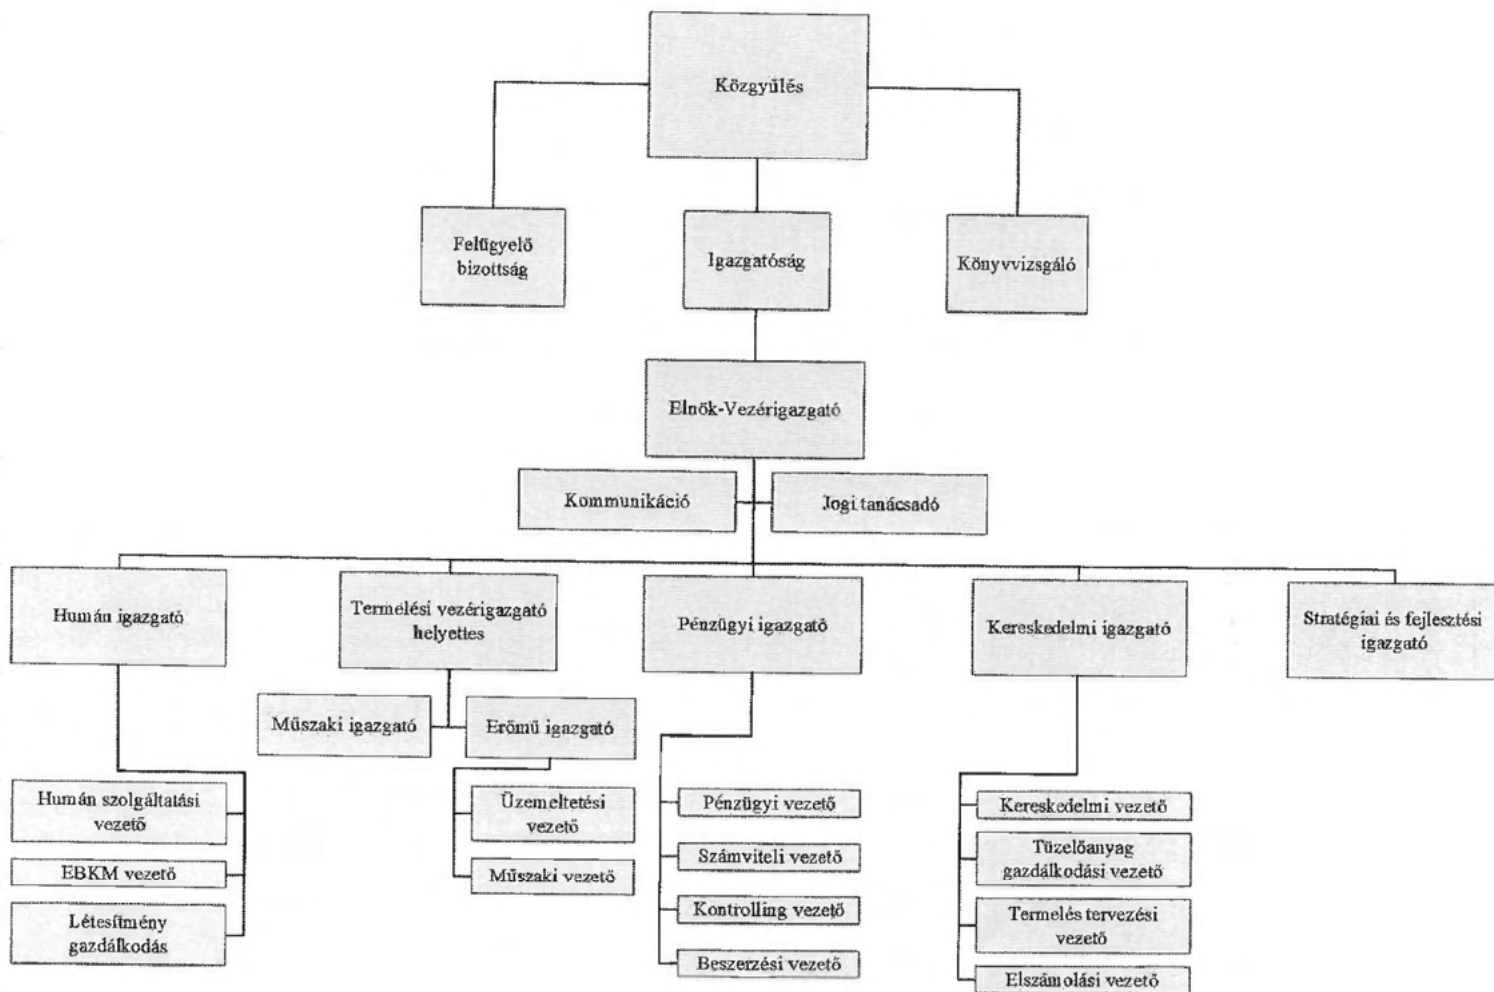 Közgyűlés
Felügyelő
bizottság
Igazgatóság
Könyvvizsgáló
Elnök-Vezérigazgató
Kommunikáció
Jogi tanácsadó
Humán igazgató
Termelési vezérigazgató
helyettes
Pénzügyi igazgató
Kereskedelmi igazgató
Stratégiai és fejlesztési
igazgató
Műszaki igazgató
Erőmű igazgató
Humán szolgáltatási
vezető
EBKM vezető
Létesítmény
gazdálkodás
Üzemeltetési
vezető
Műszaki vezető
Pénzügyi vezető
Számviteli vezető
Kontrolling vezető
Beszerzési vezető
Kereskedelmi vezető
Tüzelőanyag
gazdálkodási vezető
Termelés tervezési
vezető
Elszámolási vezető